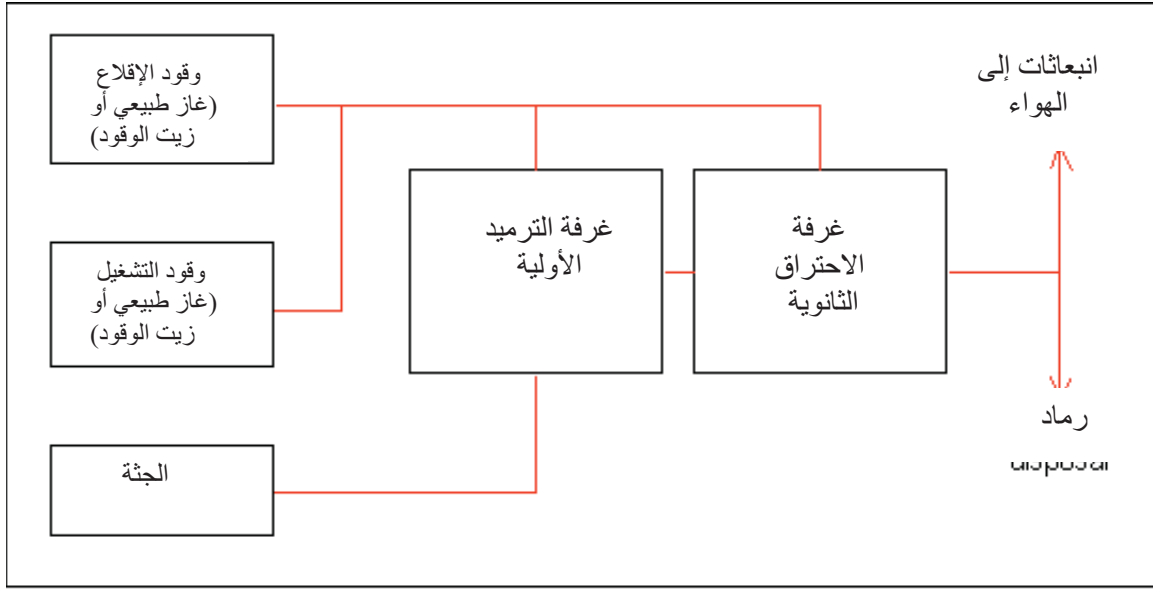 وقود الإقلاع
(غاز طبيعي أو
زيت الوقود)
انبعاثات إلى
الهواء
غرفة الترميد
الأولية
غرفة
الاحتراق
الثانوية
وقود التشغيل
(غاز طبيعي أو
زيت الوقود)
رماد
disposal
الجثة